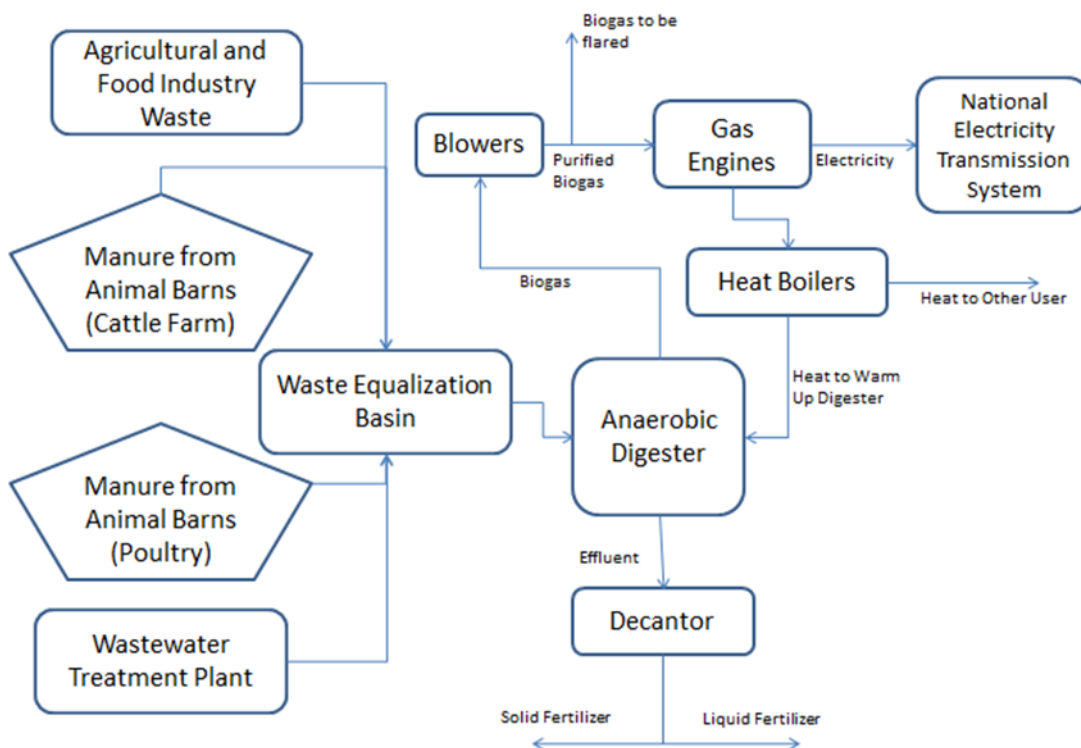 Agricultural and
Food Industry
Waste
Biogas to be
flared
Blowers
Purified
Biogas
Gas
Engines
Electricity
National
Electricity
Transmission
System
Manure from
Animal Barns
(Cattle Farm)
Biogas
Heat Boilers
Heat to Other User
Waste Equalization
Basin
Anaerobic
Digester
Heat to Warm
Up Digester
Manure from
Animal Barns
(Poultry)
Effluent
Decantor
Wastewater
Treatment Plant
Solid Fertilizer
Liquid Fertilizer